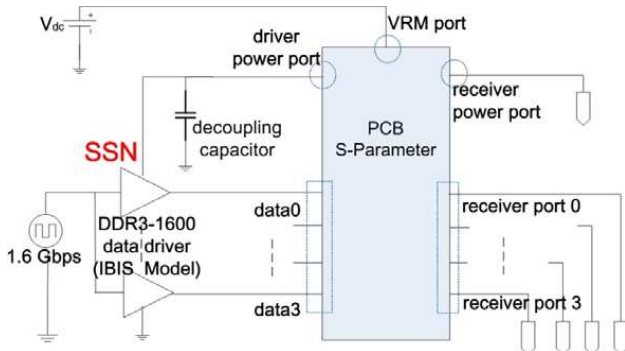 Vdc
+
-
driver
power port
VRM port
receiver
power port
decoupling
capacitor
PCB
S-Parameter
SSN
1.6 Gbps
DDR3-1600
data driver
(IBIS Model)
data0
data3
receiver port 0
receiver port 3